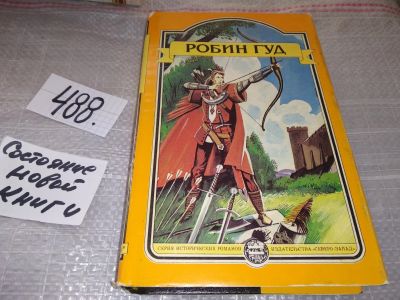 488.
Состояние
новой
книги
РОБИН ГУД
СЕРИЯ ИСТОРИЧЕСКИХ РОМАНОВ
ИЗДАТЕЛЬСТВА «СЕВЕРО-ЗАПАД»